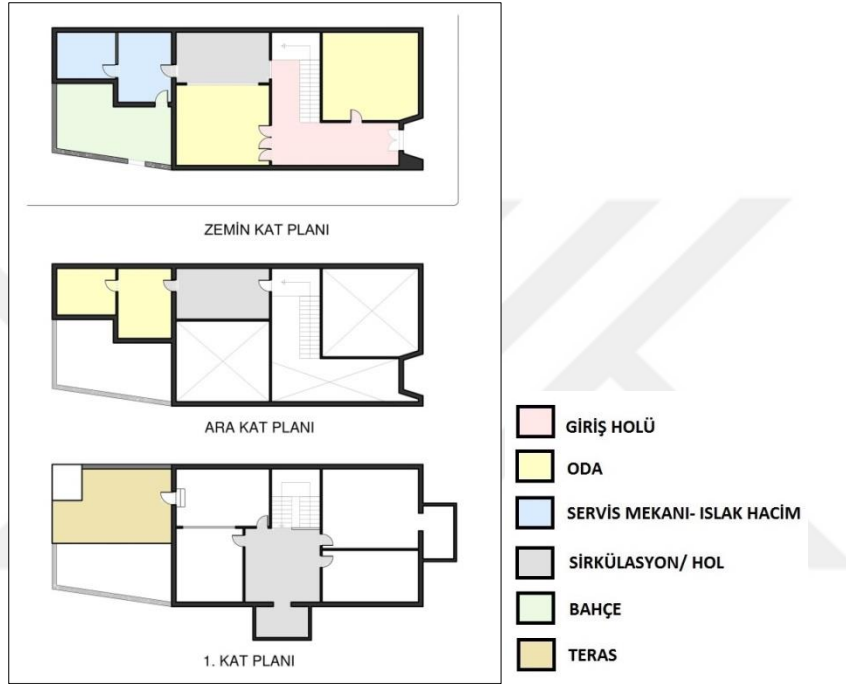 ZEMİN KAT PLANI
ARA KAT PLANI
1. KAT PLANI
GİRİŞ HOLÜ
ODA
SERVİS MEKANI- ISLAK HACİM
SİRKÜLASYON/ HOL
BAHÇE
TERAS